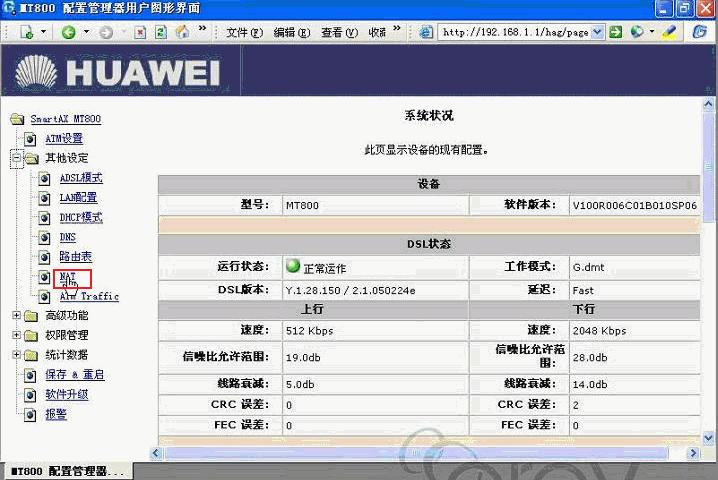 MT800 配置管理器用户图形界面
文件(F) 编辑(E) 查看(V) 收藏 http://192.168.1.1/hag/page
HUAWEI
SmartAX MT800
ATM设置
其他设定
ADSL模式
LAN配置
DHCP模式
DNS
路由表
NAT
ATM Traffic
高级功能
权限管理
统计数据
保存 & 重启
软件升级
报警
系统状况
此页显示设备的现有配置。
设备
型号: MT800 软件版本: V100R006C01B010SP06
DSL状态
运行状态: 正常运作 工作模式: G.dmt
DSL版本: Y.1.28.150 / 2.1.050224e 延迟: Fast
上行 下行
速度: 512 Kbps 速度: 2048 Kbps
信噪比允许范围: 19.0db 信噪比允许范围: 28.0db
线路衰减: 5.0db 线路衰减: 14.0db
CRC 误差: 0 CRC 误差: 2
FEC 误差: 0 FEC 误差: 0
MT800 配置管理器...